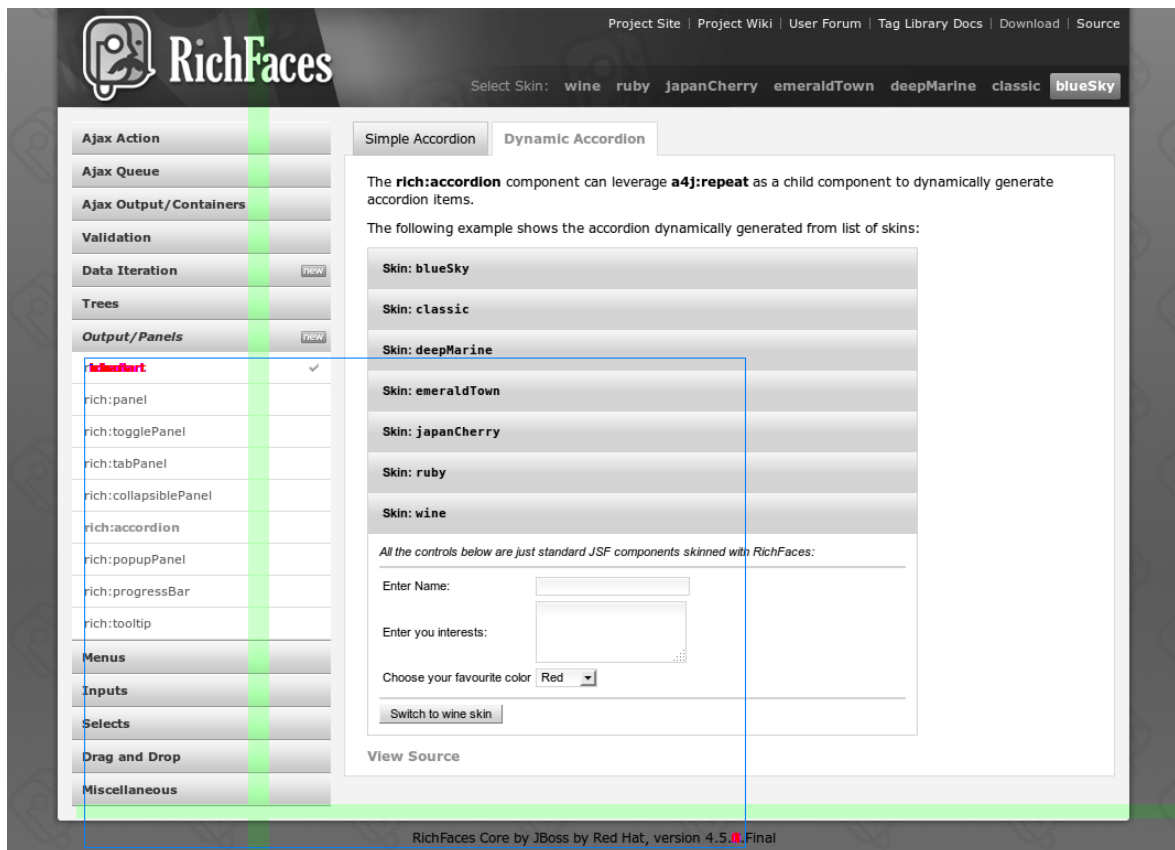 Project Site | Project Wiki | User Forum | Tag Library Docs | Download | Source
RichFaces
Select Skin: wine ruby japanCherry emeraldTown deepMarine classic blueSky
Ajax Action
Ajax Queue
Ajax Output/Containers
Validation
Data Iteration new
Trees
Output/Panels new
rich:panel
rich:togglePanel
rich:tabPanel
rich:collapsiblePanel
rich:accordion
rich:popupPanel
rich:progressBar
rich:tooltip
Menus
Inputs
Selects
Drag and Drop
Miscellaneous
Simple Accordion Dynamic Accordion
The rich:accordion component can leverage a4j:repeat as a child component to dynamically generate
accordion items.
The following example shows the accordion dynamically generated from list of skins:
Skin: blueSky
Skin: classic
Skin: deepMarine
Skin: emeraldTown
Skin: japanCherry
Skin: ruby
Skin: wine
All the controls below are just standard JSF components skinned with RichFaces:
Enter Name:
Enter you interests:
Choose your favourite color Red
Switch to wine skin
View Source
RichFaces Core by JBoss by Red Hat, version